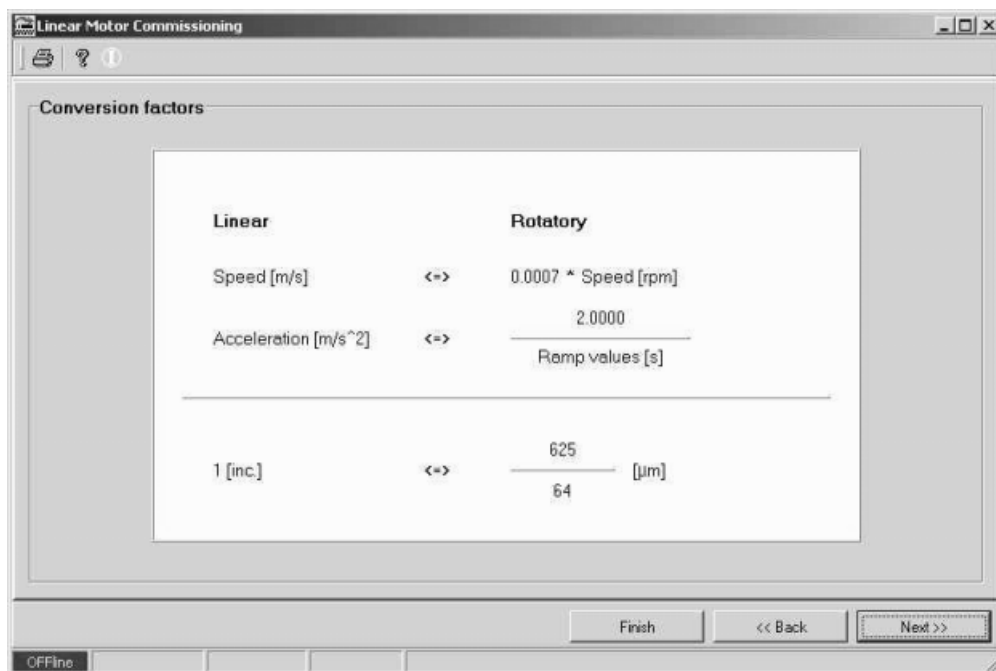 Linear Motor Commissioning
Conversion factors
Linear Rotatory
Speed [m/s] <=> 0.0007 * Speed [rpm]
2.0000
Acceleration [m/s^2] <=>
Ramp values [s]
625
1 [inc.] <=> [µm]
64
Finish << Back Next >>
OFFline